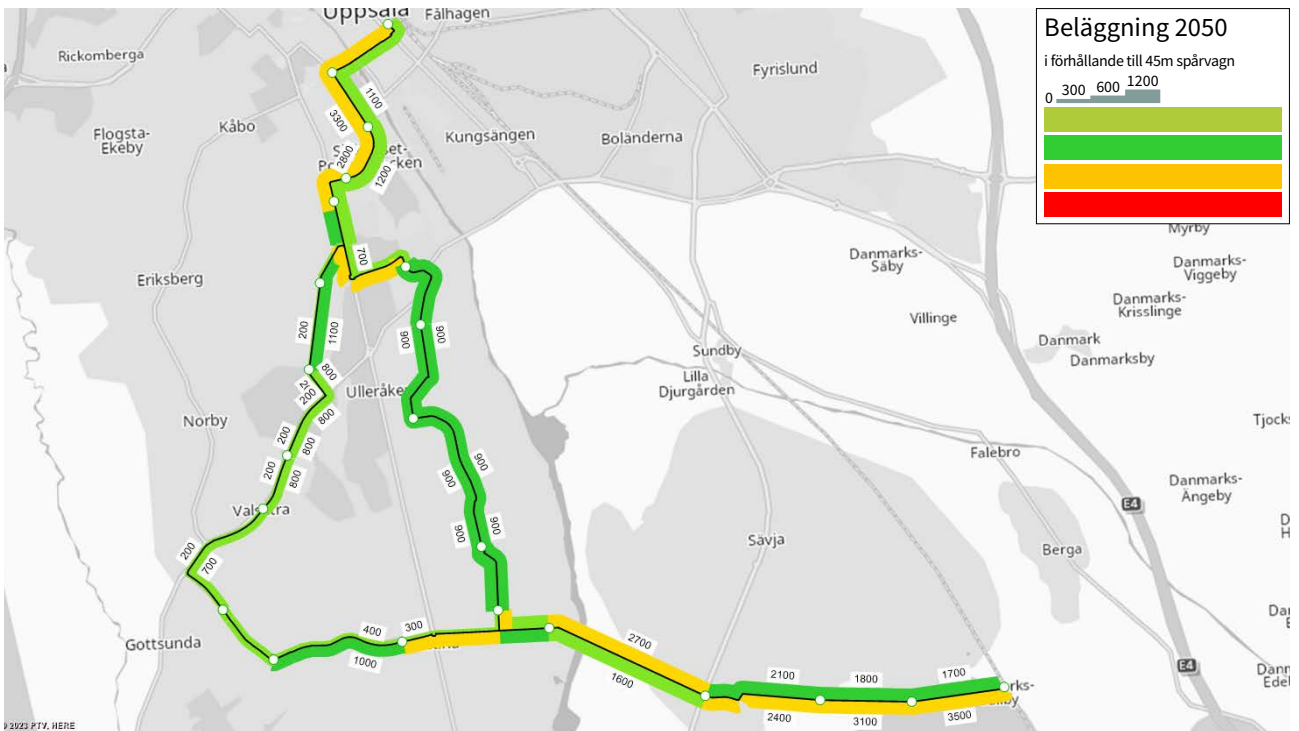 Uppsala
Fålhagen
Rickomberga
Fyrislund
Flogsta-
Ekeby
Kåbo
Kungsängen
Boländerna
1100
3300
2800
1200
700
Eriksberg
Danmarks-
Säby
Myrby
Danmarks-
Viggeby
Danmarks-
Krisslinge
Villinge
Danmark
Danmarksby
Sundby
Lilla
Djurgården
200
1100
900
900
800
200
800
Norby
200
800
200
800
900
900
Falebro
Danmarks-
Ängeby
E4
900
900
Berga
Sävja
200
700
Gottsunda
400
300
1000
2700
1600
2100
1800
1700
2400
3100
3500
E4
© 2023 PTV, HERE
Beläggning 2050
i förhållande till 45m spårvagn
0 300 600 1200